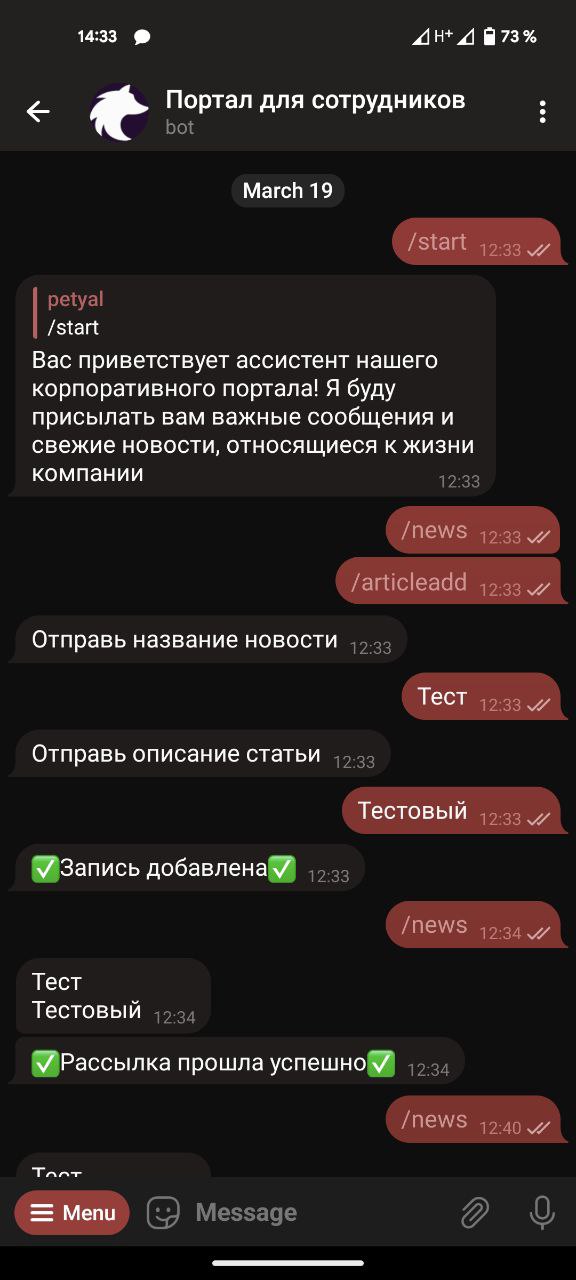 14:33 H+ 73 %
Портал для сотрудников
bot
March 19
/start 12:33
petyal
/start
Вас приветствует ассистент нашего
корпоративного портала! Я буду
присылать вам важные сообщения и
свежие новости, относящиеся к жизни
компании 12:33
/news 12:33
/articleadd 12:33
Отправь название новости 12:33
Тест 12:33
Отправь описание статьи 12:33
Тестовый 12:33
✅Запись добавлена✅ 12:33
/news 12:34
Тест
Тестовый 12:34
✅Рассылка прошла успешно✅ 12:34
/news 12:40
Тест
Menu Message